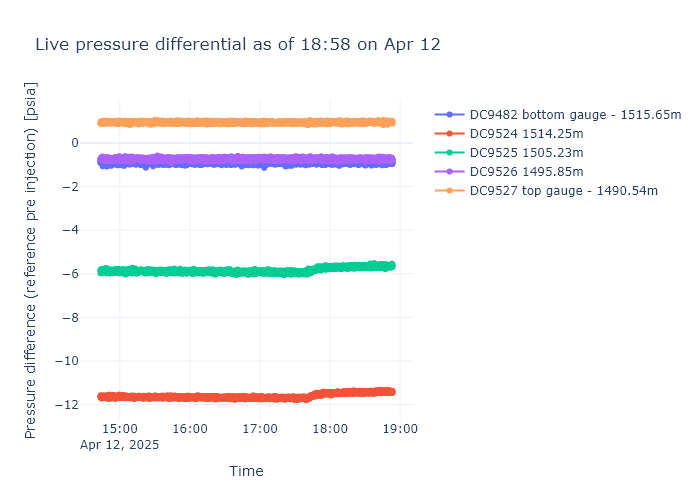 Live pressure differential as of 18:58 on Apr 12
Pressure difference (reference pre injection) [psia]
0
−2
−4
−6
−8
−10
−12
15:00
16:00
17:00
18:00
19:00
Apr 12, 2025
Time
DC9482 bottom gauge - 1515.65m
DC9524 1514.25m
DC9525 1505.23m
DC9526 1495.85m
DC9527 top gauge - 1490.54m